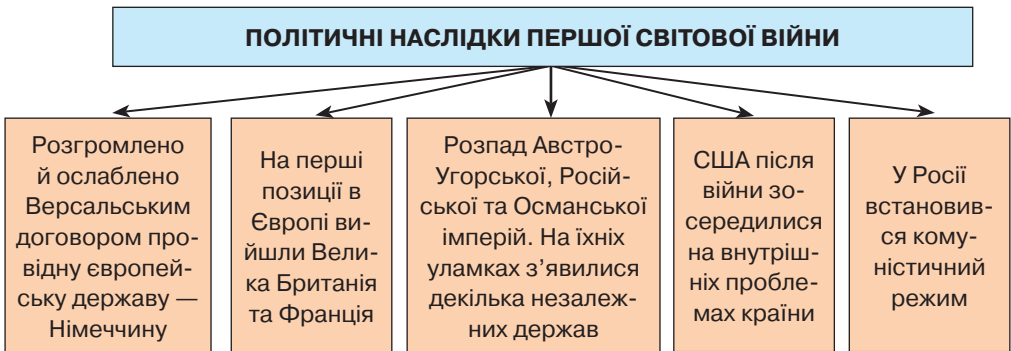 ПОЛІТИЧНІ НАСЛІДКИ ПЕРШОЇ СВІТОВОЇ ВІЙНИ
Розгромлено
й ослаблено
Версальським
договором про-
відну європей-
ську державу —
Німеччину
На перші
позиції в
Європі ви-
йшли Вели-
ка Британія
та Франція
Розпад Австро-
Угорської, Росій-
ської та Османської
імперій. На їхніх
уламках з’явилися
декілька незалеж-
них держав
США після
війни зо-
середилися
на внутріш-
ніх пробле-
мах країни
У Росії
встановив-
ся кому-
ністичний
режим